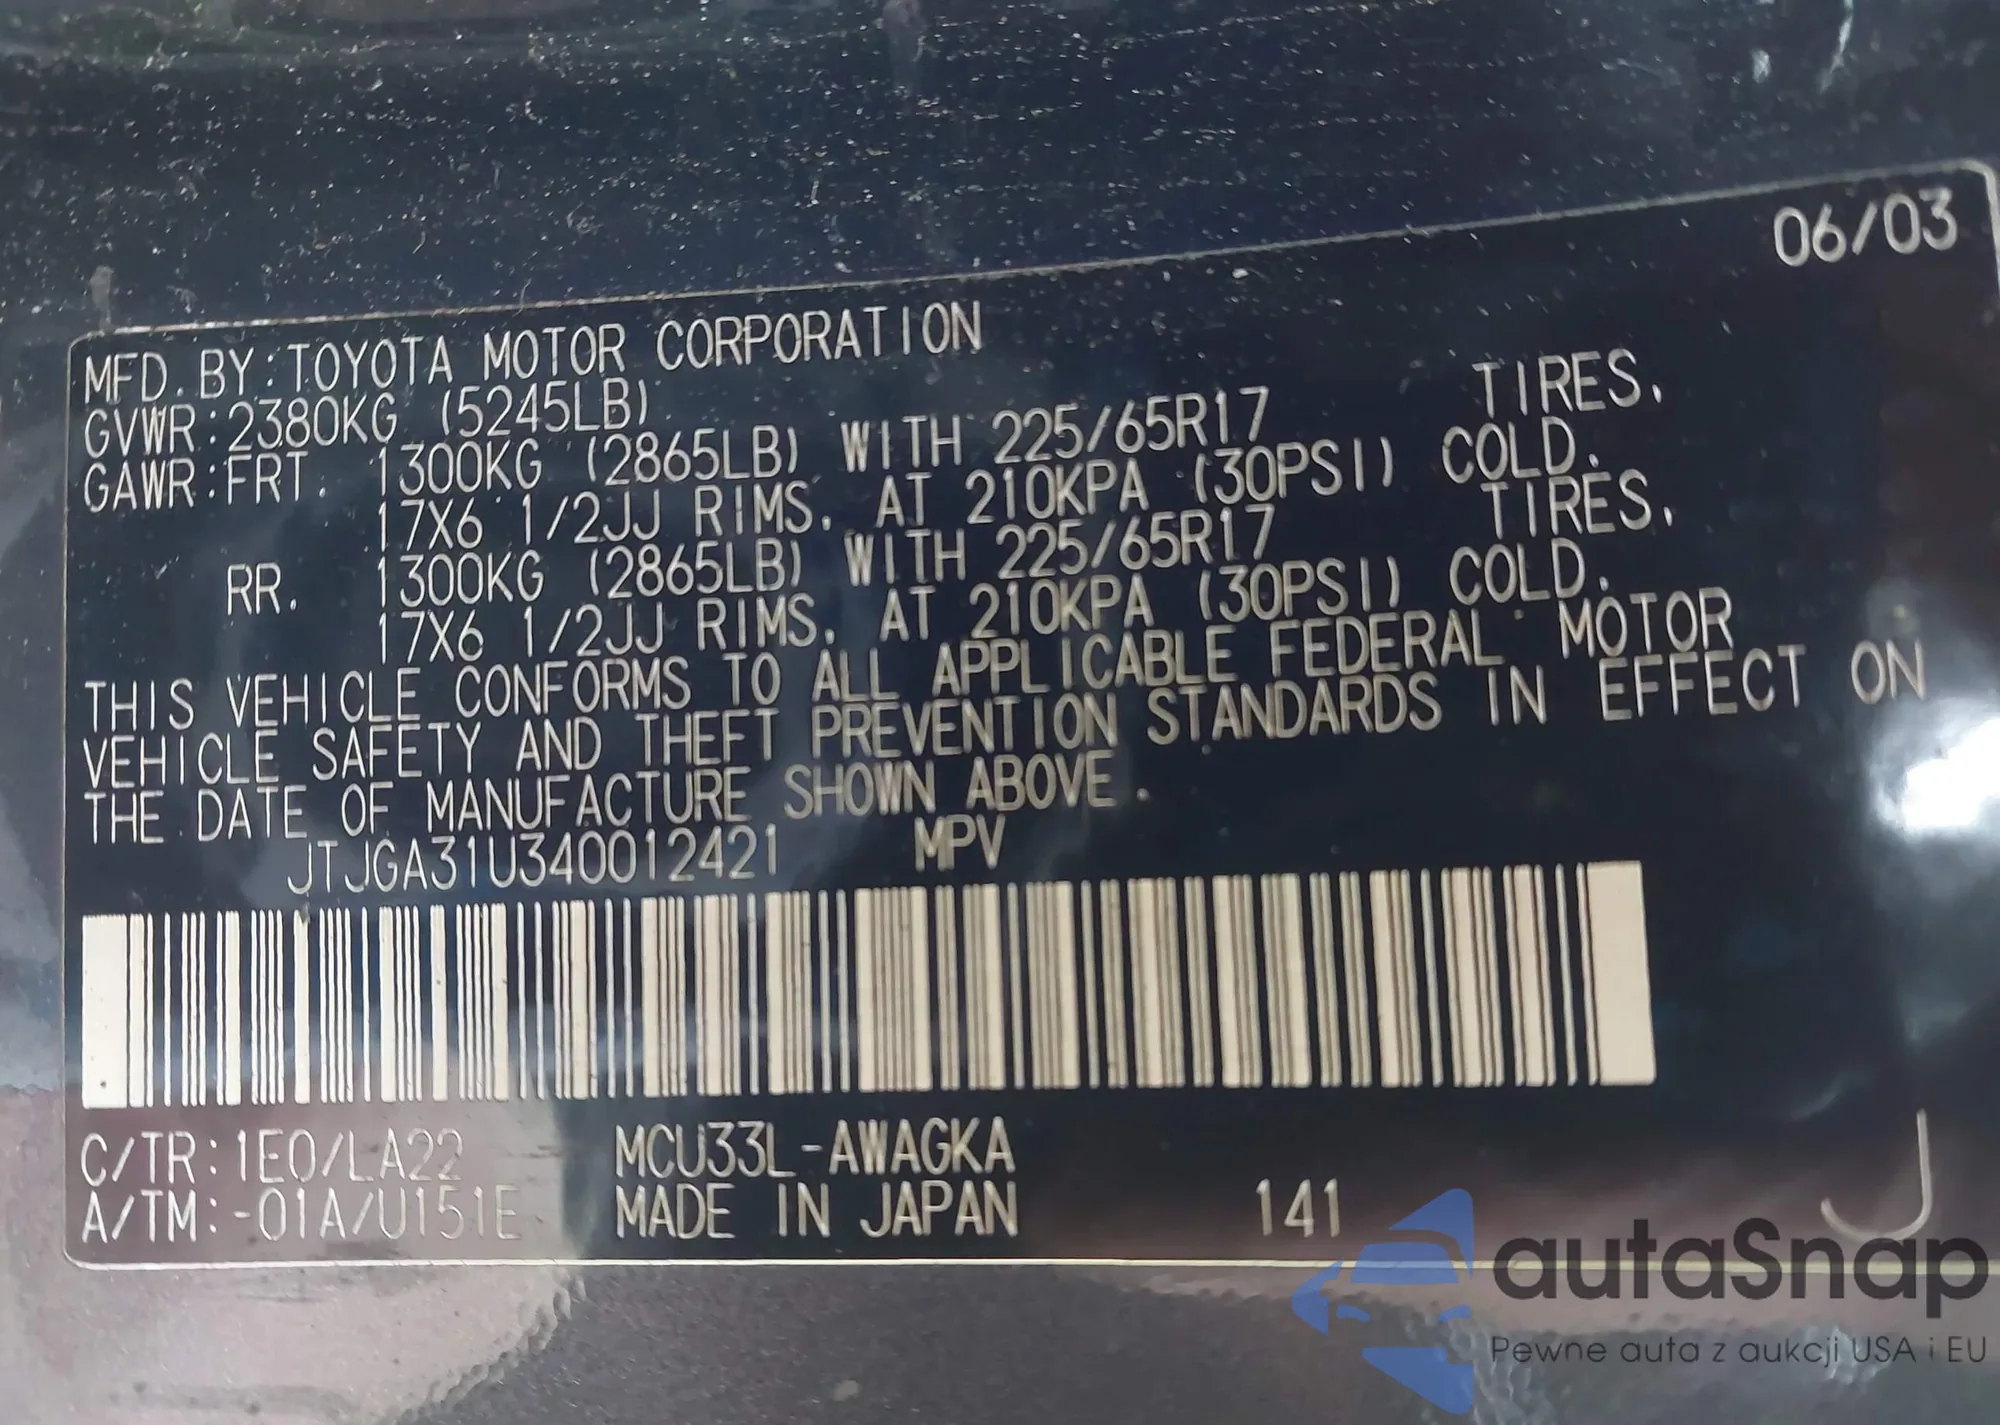 06/03
MFD. BY:TOYOTA MOTOR CORPORATION
GVWR:2380KG (5245LB)
GAWR:FRT. 1300KG (2865LB) WITH 225/65R17 TIRES,
17X6 1/2JJ RIMS, AT 210KPA (30PSI) COLD.
RR. 1300KG (2865LB) WITH 225/65R17 TIRES,
17X6 1/2JJ RIMS, AT 210KPA (30PSI) COLD.
THIS VEHICLE CONFORMS TO ALL APPLICABLE FEDERAL MOTOR
VEHICLE SAFETY AND THEFT PREVENTION STANDARDS IN EFFECT ON
THE DATE OF MANUFACTURE SHOWN ABOVE.
JTJGA31U340012421 MPV
C/TR:1E0/LA22 MCU33L-AWAGKA
A/TM:-01A/U151E MADE IN JAPAN 141 J
autaSnap
Pewne auta z aukcji USA i EU